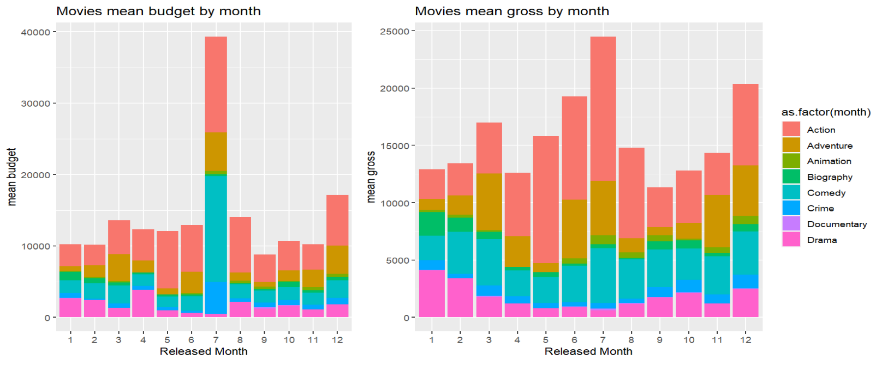 Movies mean budget by month
mean budget
40000
30000
20000
10000
0
1 2 3 4 5 6 7 8 9 10 11 12
Released Month
Movies mean gross by month
mean gross
25000
20000
15000
10000
5000
0
1 2 3 4 5 6 7 8 9 10 11 12
Released Month
as.factor(month)
Action
Adventure
Animation
Biography
Comedy
Crime
Documentary
Drama